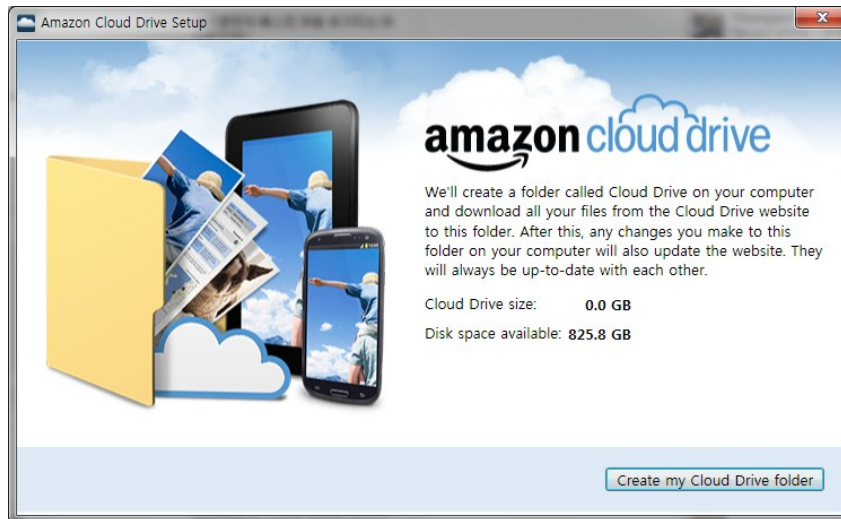 Amazon Cloud Drive Setup
amazon cloud drive
We'll create a folder called Cloud Drive on your computer
and download all your files from the Cloud Drive website
to this folder. After this, any changes you make to this
folder on your computer will also update the website. They
will always be up-to-date with each other.
Cloud Drive size: 0.0 GB
Disk space available: 825.8 GB
Create my Cloud Drive folder